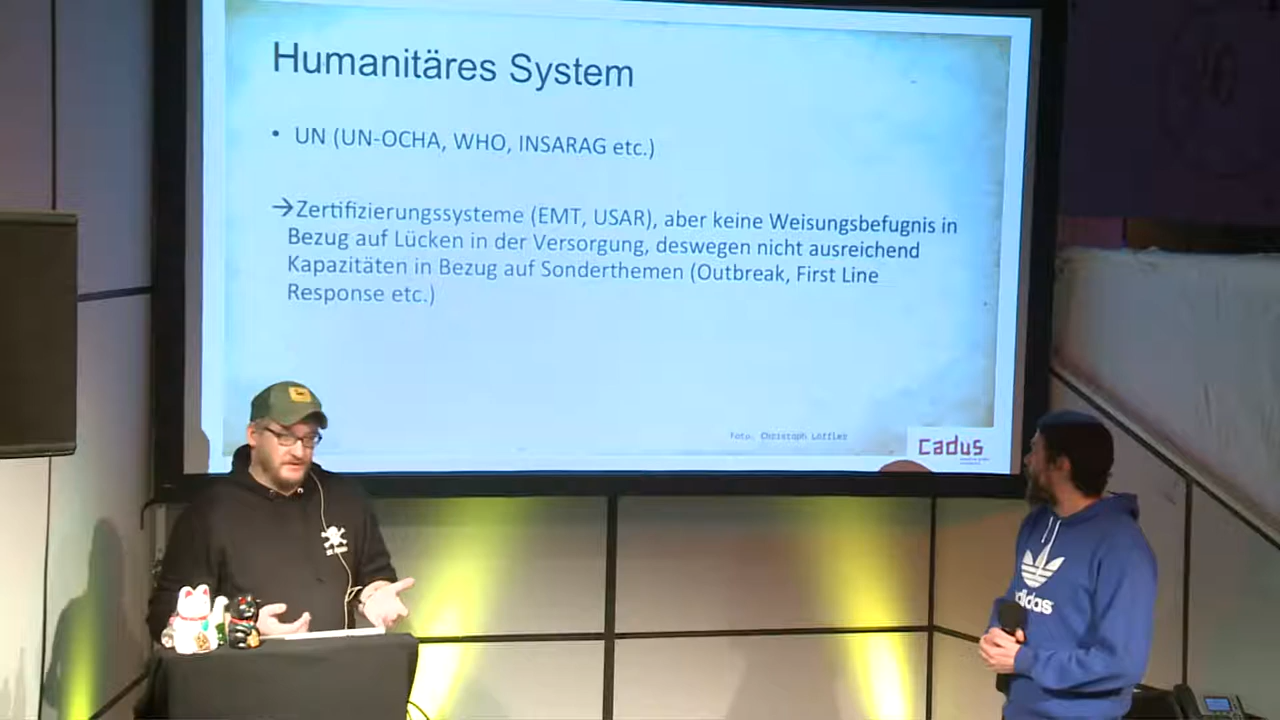 Humanitäres System
• UN (UN-OCHA, WHO, INSARAG etc.)
→Zertifizierungssysteme (EMT, USAR), aber keine Weisungsbefugnis in
Bezug auf Lücken in der Versorgung, deswegen nicht ausreichend
Kapazitäten in Bezug auf Sonderthemen (Outbreak, First Line
Response etc.)
Foto: Christoph Löffler
cadus
adidas